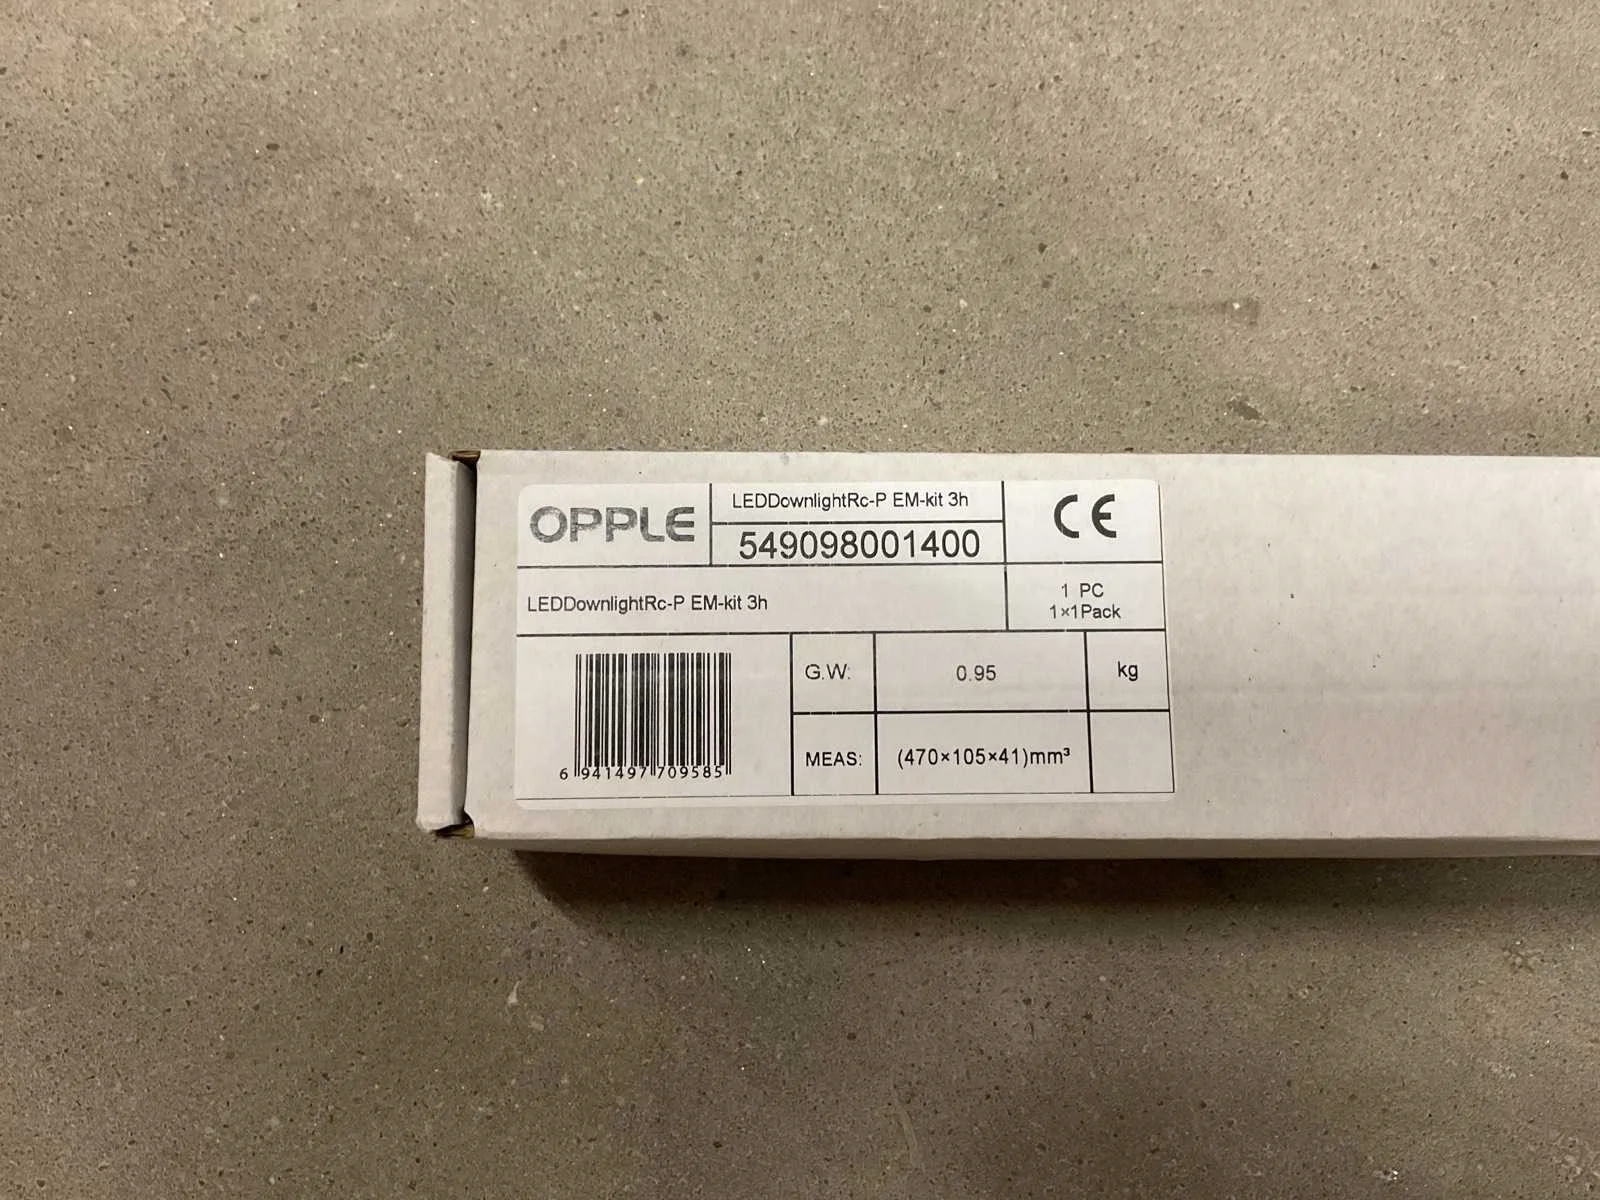 OPPLE
LEDDownlightRc-P EM-kit 3h
549098001400
CE
LEDDownlightRc-P EM-kit 3h
1 PC
1×1Pack
6 941497 709585
G.W:
0.95
kg
MEAS:
(470×105×41)mm³